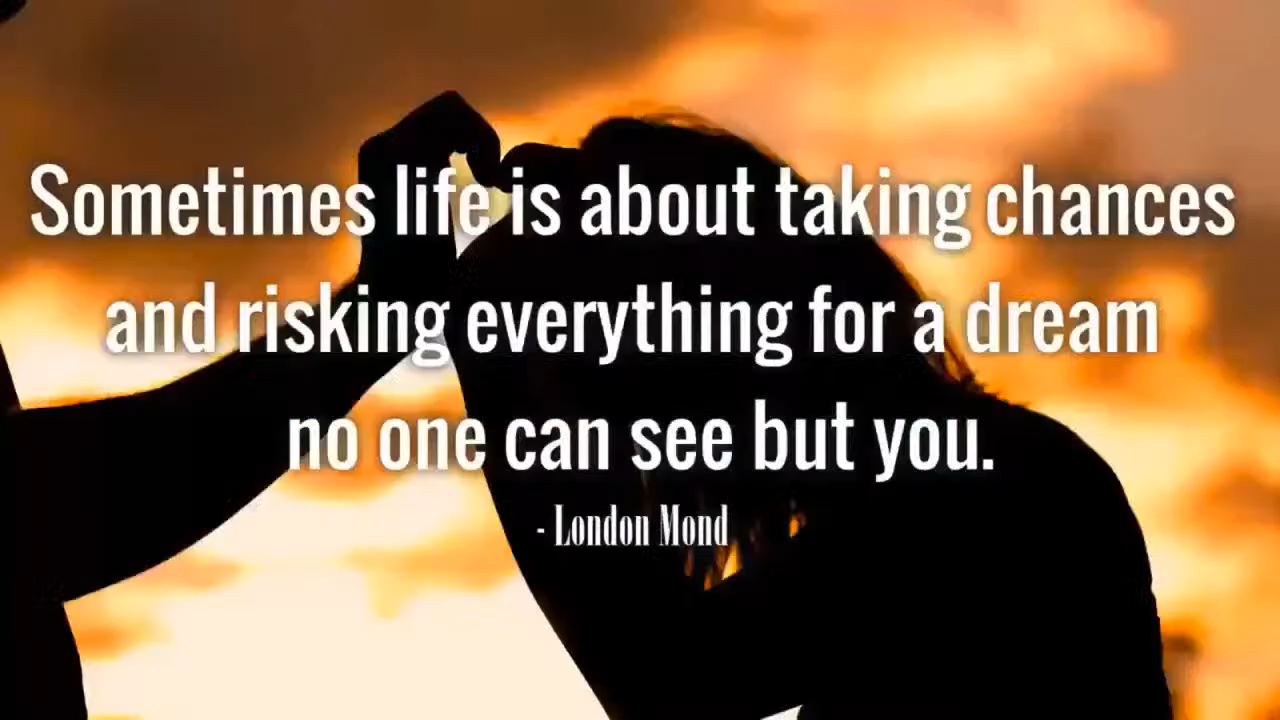 Sometimes life is about taking chances
and risking everything for a dream
no one can see but you.
- London Mond